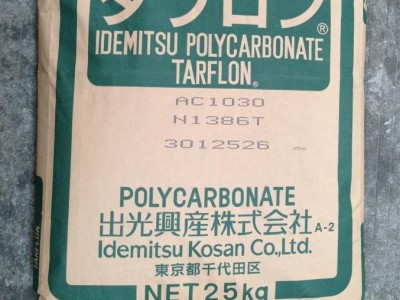 タフロン®
IDEMITSU POLYCARBONATE
TARFLON®
AC1030
N1386T
3012526
POLYCARBONATE
出光興産株式会社 A-2
Idemitsu Kosan Co.,Ltd.
東京都千代田区
NET 25kg
TARFLON